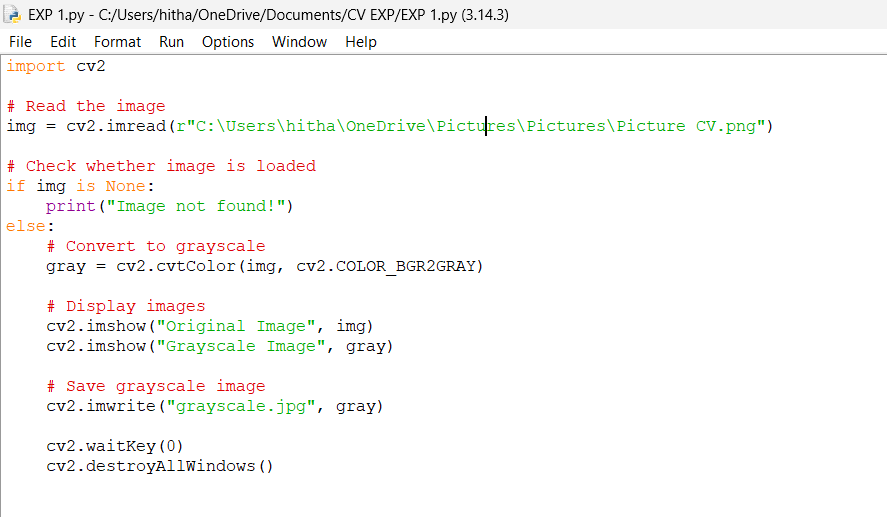 EXP 1.py - C:/Users/hitha/OneDrive/Documents/CV EXP/EXP 1.py (3.14.3)
File Edit Format Run Options Window Help
import cv2

# Read the image
img = cv2.imread(r"C:\Users\hitha\OneDrive\Pictures\Pictures\Picture CV.png")

# Check whether image is loaded
if img is None:
    print("Image not found!")
else:
    # Convert to grayscale
    gray = cv2.cvtColor(img, cv2.COLOR_BGR2GRAY)

    # Display images
    cv2.imshow("Original Image", img)
    cv2.imshow("Grayscale Image", gray)

    # Save grayscale image
    cv2.imwrite("grayscale.jpg", gray)

    cv2.waitKey(0)
    cv2.destroyAllWindows()